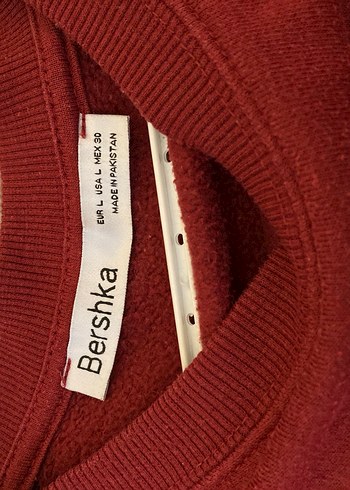 Bershka
EUR L USA L MEX 30
MADE IN PAKISTAN